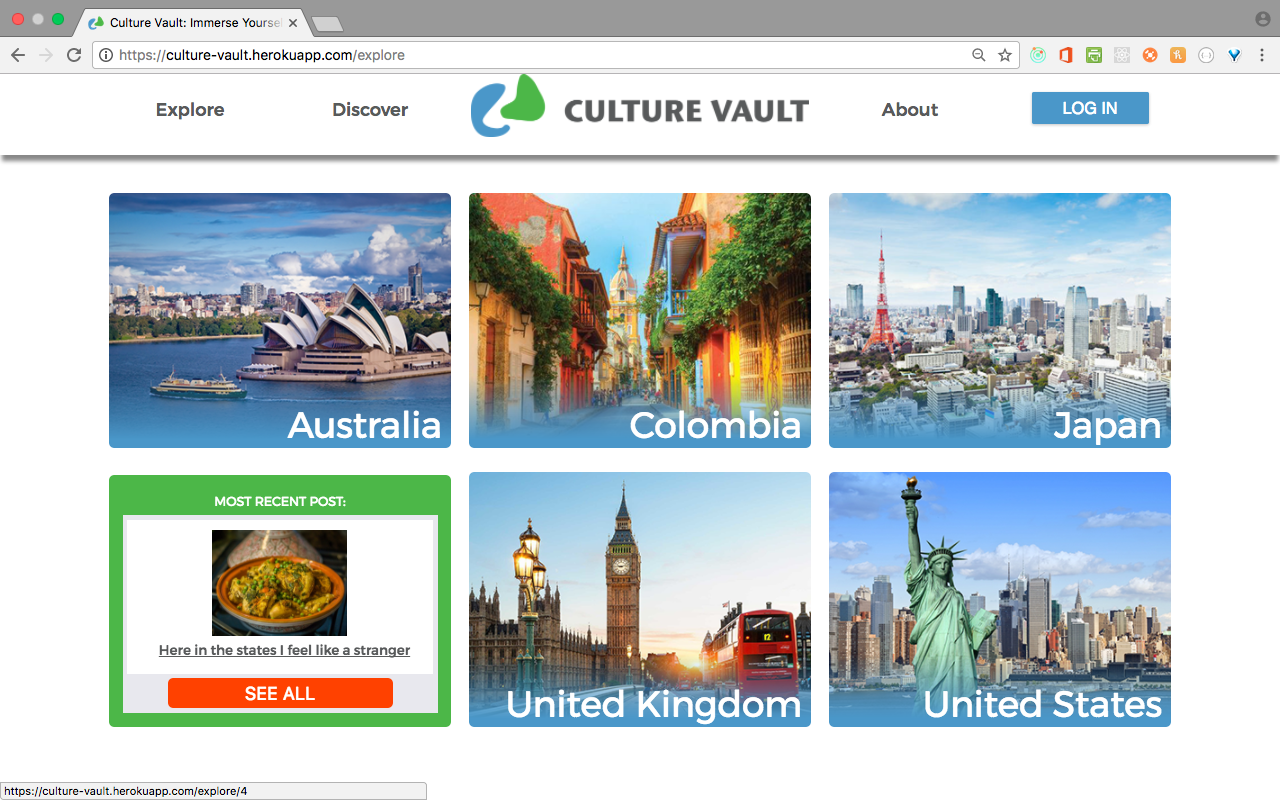 Culture Vault: Immerse Yourse
https://culture-vault.herokuapp.com/explore
Explore
Discover
CULTURE VAULT
About
LOG IN
Australia
Colombia
Japan
MOST RECENT POST:
Here in the states I feel like a stranger
SEE ALL
12
United Kingdom
United States
https://culture-vault.herokuapp.com/explore/4